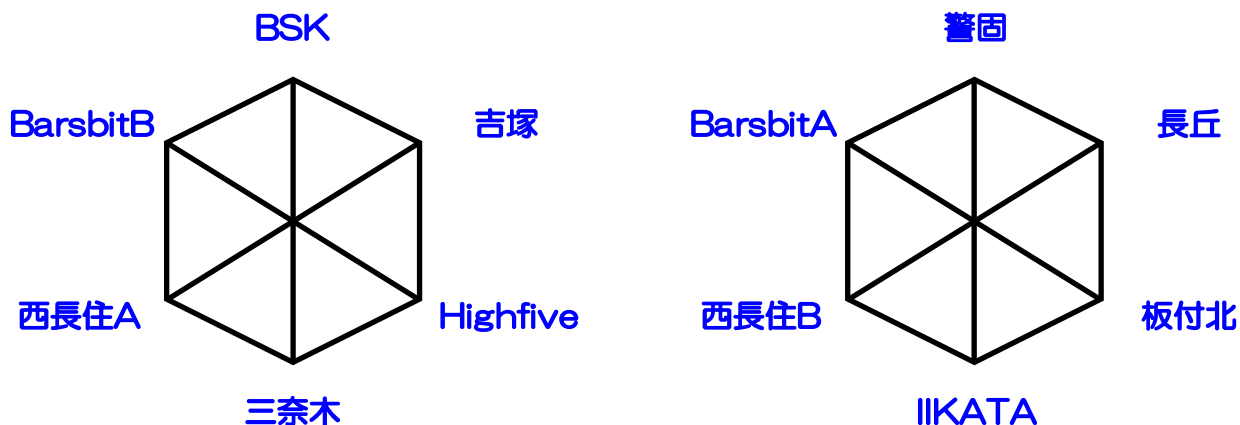 BSK
警固
BarsbitB
吉塚
BarsbitA
長丘
西長住A
Highfive
西長住B
板付北
三奈木
IIKATA